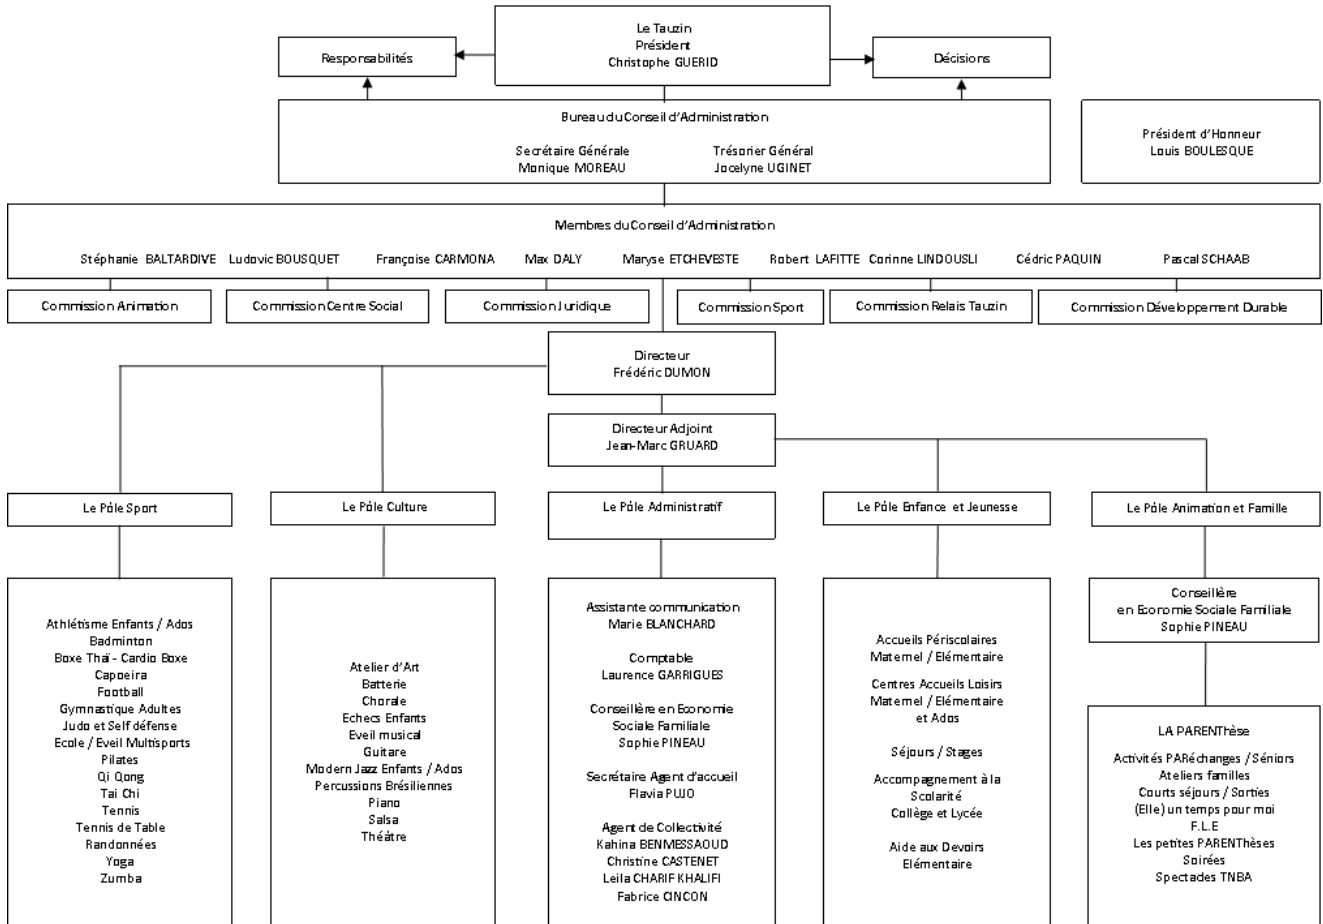 Le Tauzin
Président
Christophe GUERID
Responsabilités
Décisions
Bureau du Conseil d'Administration
Secrétaire Générale
Monique MOREAU
Trésorier Général
Jocelyne UGINET
Président d'Honneur
Louis BOULESQUE
Membres du Conseil d'Administration
Stéphanie BALTARDIVE Ludovic BOUSQUET Françoise CARMONA Max DALY Maryse ETCHEVESTE Robert LAFITTE Corinne LINDOUSLI Cédric PAQUIN Pascal SCHAAB
Commission Animation
Commission Centre Social
Commission Juridique
Commission Sport
Commission Relais Tauzin
Commission Développement Durable
Directeur
Frédéric DUMON
Directeur Adjoint
Jean-Marc GRUARD
Le Pôle Sport
Le Pôle Culture
Le Pôle Administratif
Le Pôle Enfance et Jeunesse
Le Pôle Animation et Famille
Athlétisme Enfants / Ados
Badminton
Boxe Thaï - Cardio Boxe
Capoeira
Football
Gymnastique Adultes
Judo et Self défense
Ecole / Eveil Multisports
Pilates
Qi Qong
Tai Chi
Tennis
Tennis de Table
Randonnées
Yoga
Zumba
Atelier d'Art
Batterie
Chorale
Echecs Enfants
Eveil musical
Guitare
Modern Jazz Enfants / Ados
Percussions Brésiliennes
Piano
Salsa
Théâtre
Assistante communication
Marie BLANCHARD
Comptable
Laurence GARRIGUES
Conseillère en Economie
Sociale Familiale
Sophie PINEAU
Secrétaire Agent d'accueil
Flavia PUJO
Agent de Collectivité
Kahina BENMESSAOUD
Christine CASTENET
Leila CHARIF KHALIFI
Fabrice CINCON
Accueils Périscolaires
Maternel / Elémentaire
Centres Accueils Loisirs
Maternel / Elémentaire
et Ados
Séjours / Stages
Accompagnement à la
Scolarité
Collège et Lycée
Aide aux Devoirs
Elémentaire
Conseillère
en Economie Sociale Familiale
Sophie PINEAU
LA PARENThèse
Activités PARéchanges / Séniors
Ateliers familles
Courts séjours / Sorties
(Elle) un temps pour moi
F.L.E
Les petites PARENThèses
Soirées
Spectacles TNBA